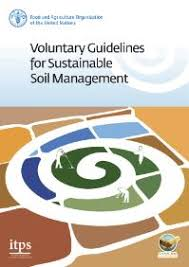 Food and Agriculture Organization
of the United Nations
Voluntary Guidelines
for Sustainable
Soil Management
itps